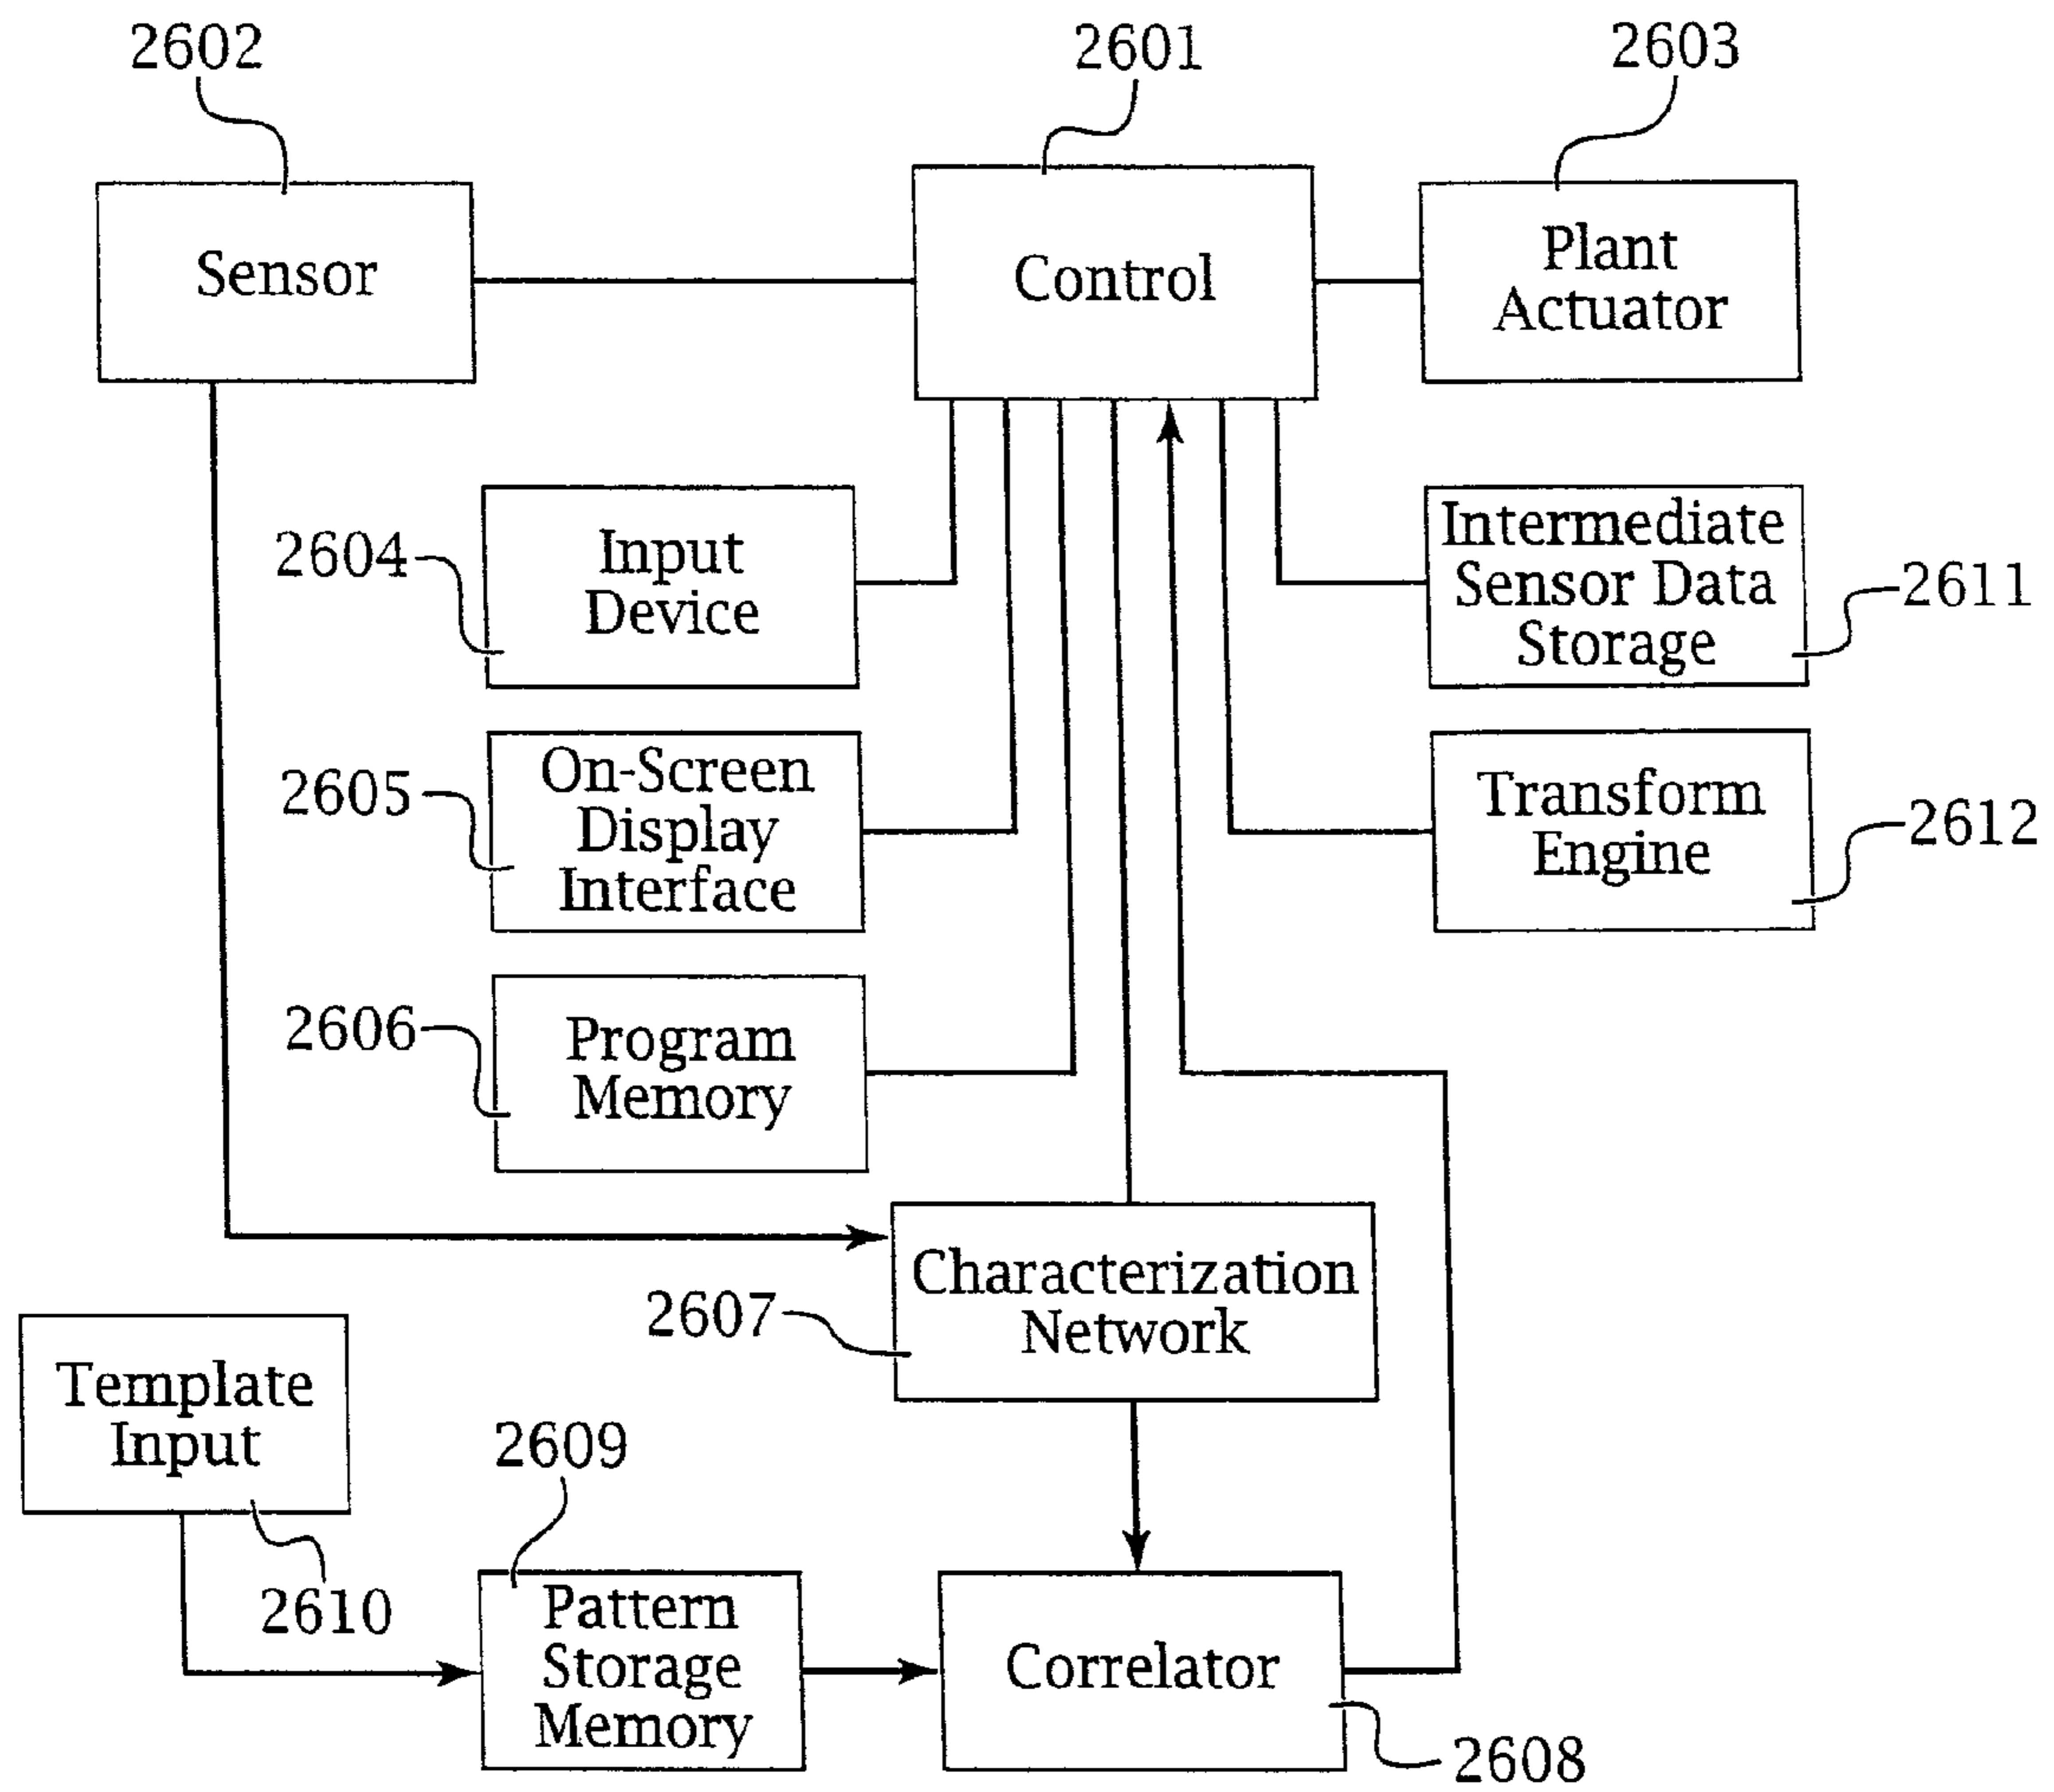 2602
2601
2603
Sensor
Control
Plant
Actuator
2604
Input
Device
Intermediate
Sensor Data
Storage
2611
2605
On-Screen
Display
Interface
Transform
Engine
2612
2606
Program
Memory
2607
Characterization
Network
Template
Input
2610
2609
Pattern
Storage
Memory
Correlator
2608